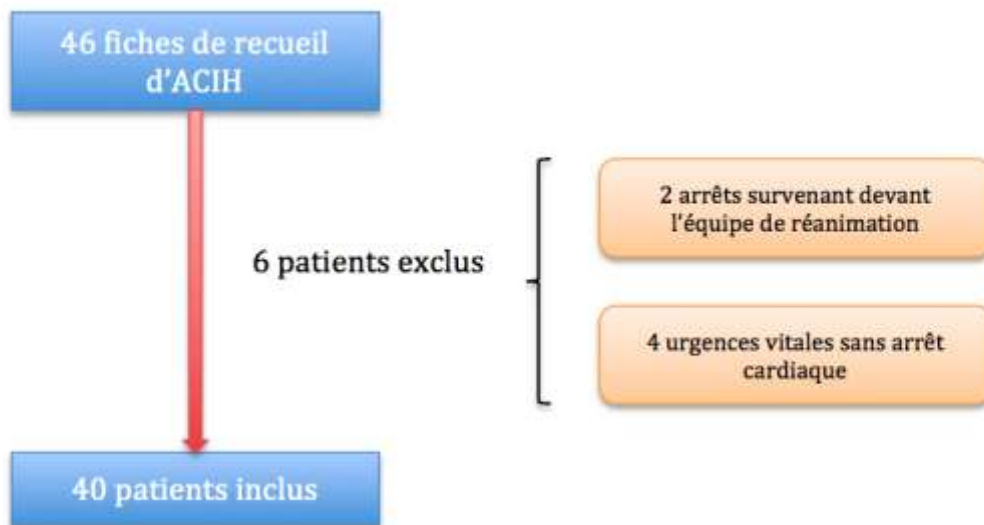 46 fiches de recueil
d'ACIH
2 arrêts survenant devant
l'équipe de réanimation
6 patients exclus
4 urgences vitales sans arrêt
cardiaque
40 patients inclus